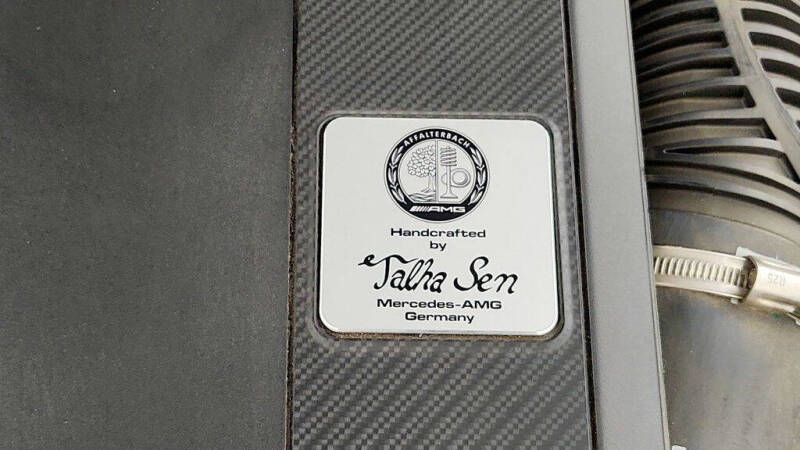 AFFALTERBACH
AMG
Handcrafted
by
Talha Sen
Mercedes-AMG
Germany